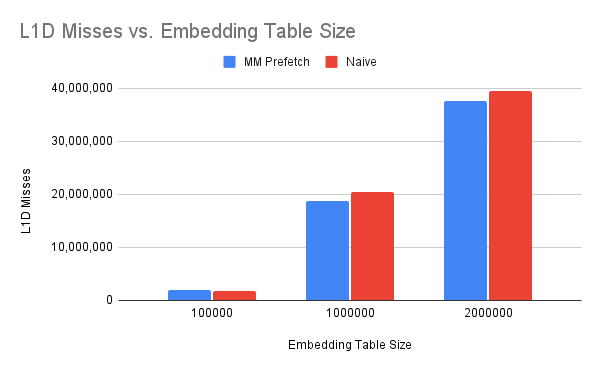 L1D Misses vs. Embedding Table Size
MM Prefetch Naive
40,000,000
30,000,000
20,000,000
10,000,000
0
L1D Misses
100000 1000000 2000000
Embedding Table Size